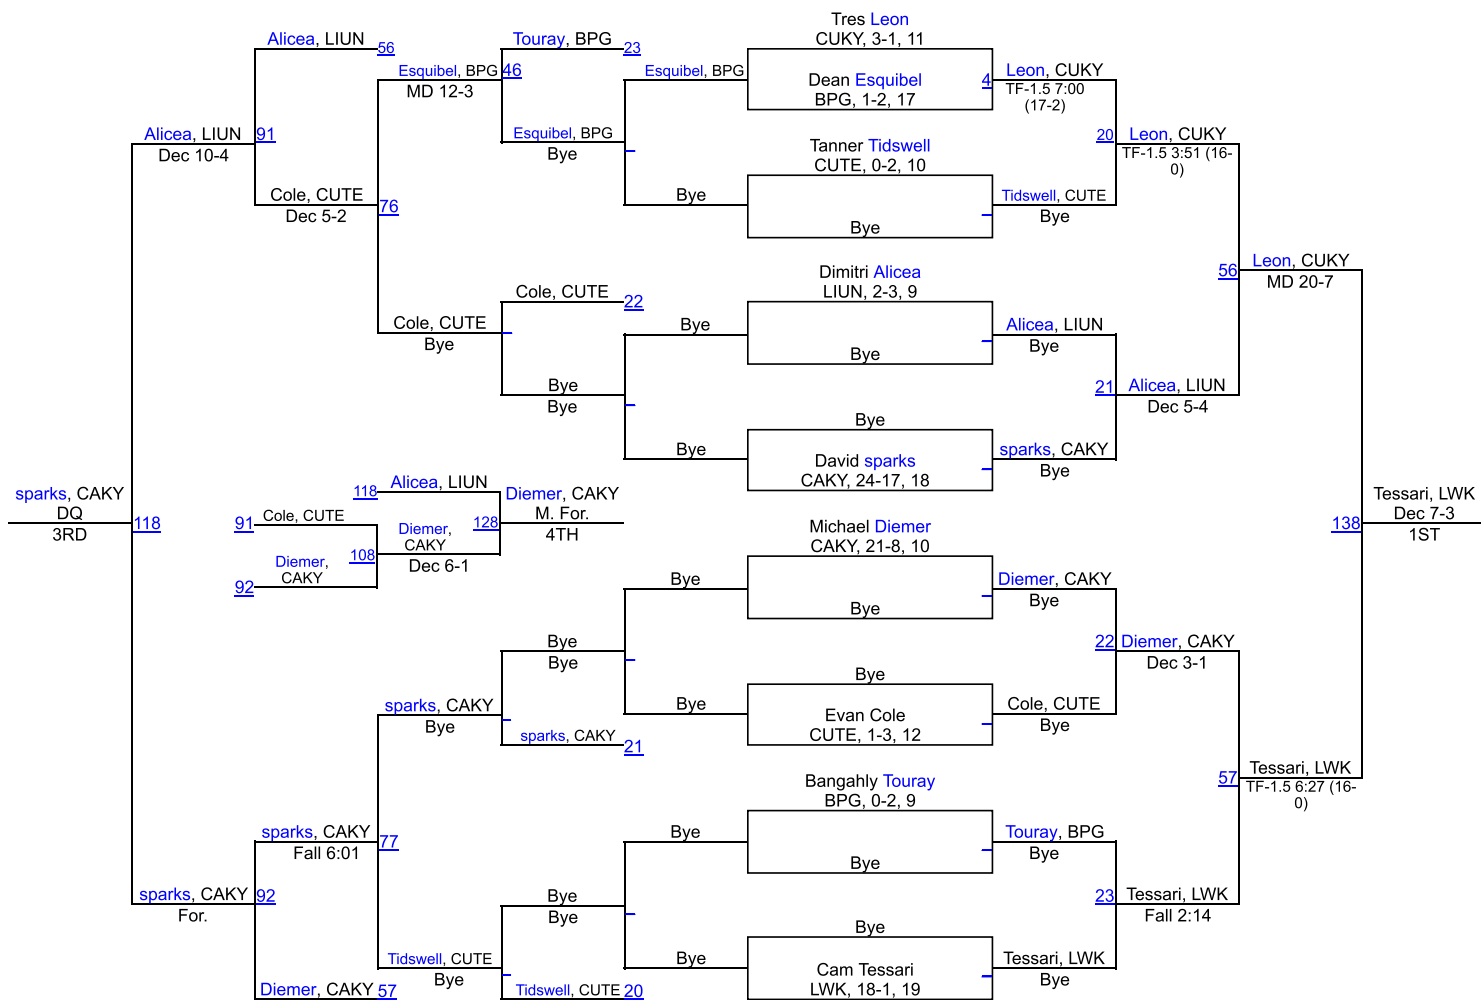 Tres Leon
CUKY, 3-1, 11
Alicea, LIUN
56
Touray, BPG
23
Esquibel, BPG
46
MD 12-3
Esquibel, BPG
Dean Esquibel
BPG, 1-2, 17
4
Leon, CUKY
TF-1.5 7:00
(17-2)
Alicea, LIUN
91
Dec 10-4
Esquibel, BPG
Bye
Tanner Tidswell
CUTE, 0-2, 10
20
Leon, CUKY
TF-1.5 3:51 (16-
0)
Cole, CUTE
Dec 5-2
76
Bye
Bye
Tidswell, CUTE
Bye
Dimitri Alicea
LIUN, 2-3, 9
56
Leon, CUKY
MD 20-7
Cole, CUTE
22
Cole, CUTE
Bye
Bye
Bye
Alicea, LIUN
Bye
Bye
Bye
21
Alicea, LIUN
Dec 5-4
Bye
Bye
David sparks
CAKY, 24-17, 18
sparks, CAKY
Bye
sparks, CAKY
DQ
3RD
118
118
Alicea, LIUN
91
Cole, CUTE
Diemer,
CAKY
92
108
Diemer,
CAKY
Dec 6-1
128
Diemer, CAKY
M. For.
4TH
Michael Diemer
CAKY, 21-8, 10
138
Tessari, LWK
Dec 7-3
1ST
Bye
Bye
Diemer, CAKY
Bye
Bye
Bye
22
Diemer, CAKY
Dec 3-1
sparks, CAKY
Bye
sparks, CAKY
21
Bye
Bye
Evan Cole
CUTE, 1-3, 12
Cole, CUTE
Bye
Bangahly Touray
BPG, 0-2, 9
57
Tessari, LWK
TF-1.5 6:27 (16-
0)
sparks, CAKY
Fall 6:01
77
Bye
Bye
Touray, BPG
Bye
sparks, CAKY
For.
92
Bye
Bye
23
Tessari, LWK
Fall 2:14
Bye
Tidswell, CUTE
Bye
Bye
Cam Tessari
LWK, 18-1, 19
Tessari, LWK
Bye
Diemer, CAKY
57
Tidswell, CUTE
20